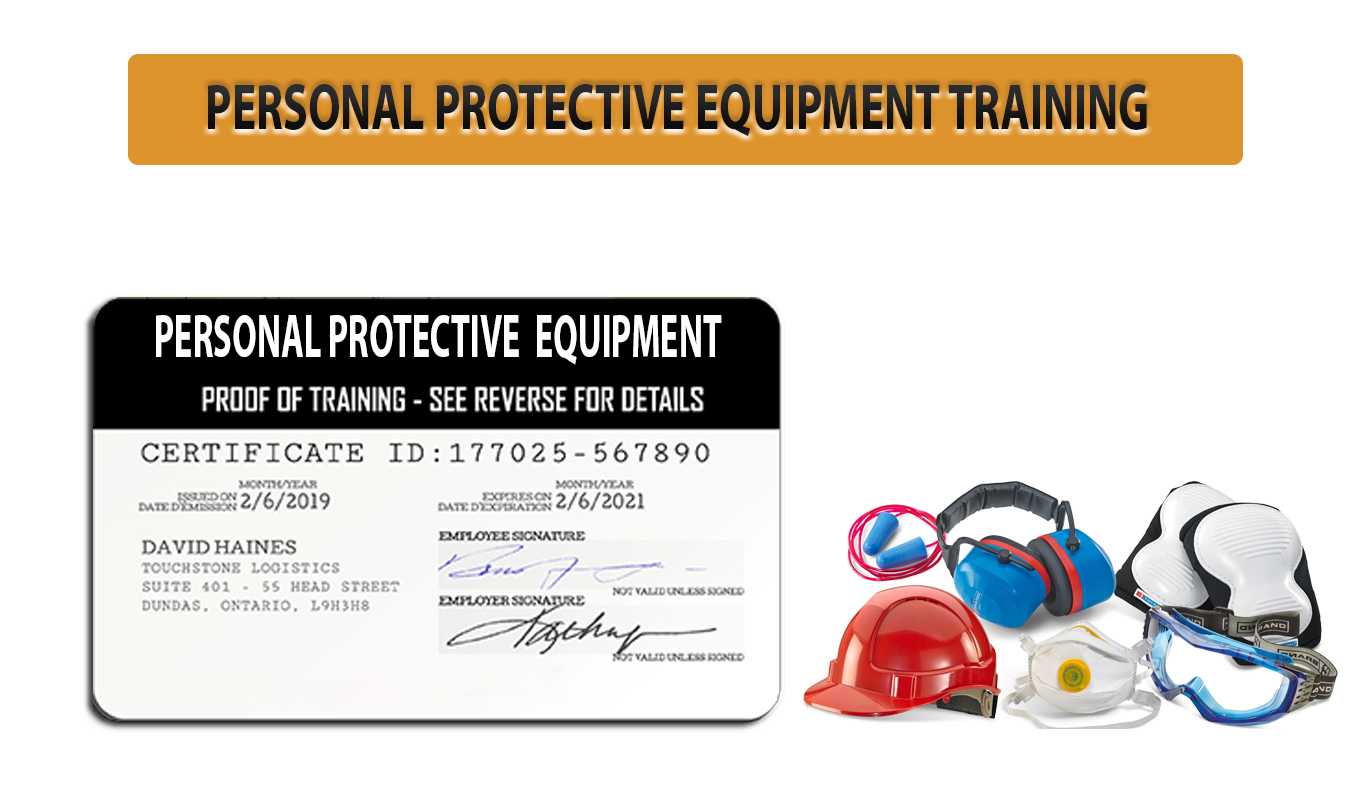 PERSONAL PROTECTIVE EQUIPMENT TRAINING
PERSONAL PROTECTIVE EQUIPMENT
PROOF OF TRAINING - SEE REVERSE FOR DETAILS
CERTIFICATE ID:177025-567890
MONTH/YEAR
ISSUED ON
DATE D'EMISSION 2/6/2019
MONTH/YEAR
EXPIRES ON
DATE D'EXPIRATION 2/6/2021
DAVID HAINES
TOUCHSTONE LOGISTICS
SUITE 401 - 55 HEAD STREET
DUNDAS, ONTARIO, L9H3H8
EMPLOYEE SIGNATURE
NOT VALID UNLESS SIGNED
EMPLOYER SIGNATURE
NOT VALID UNLESS SIGNED